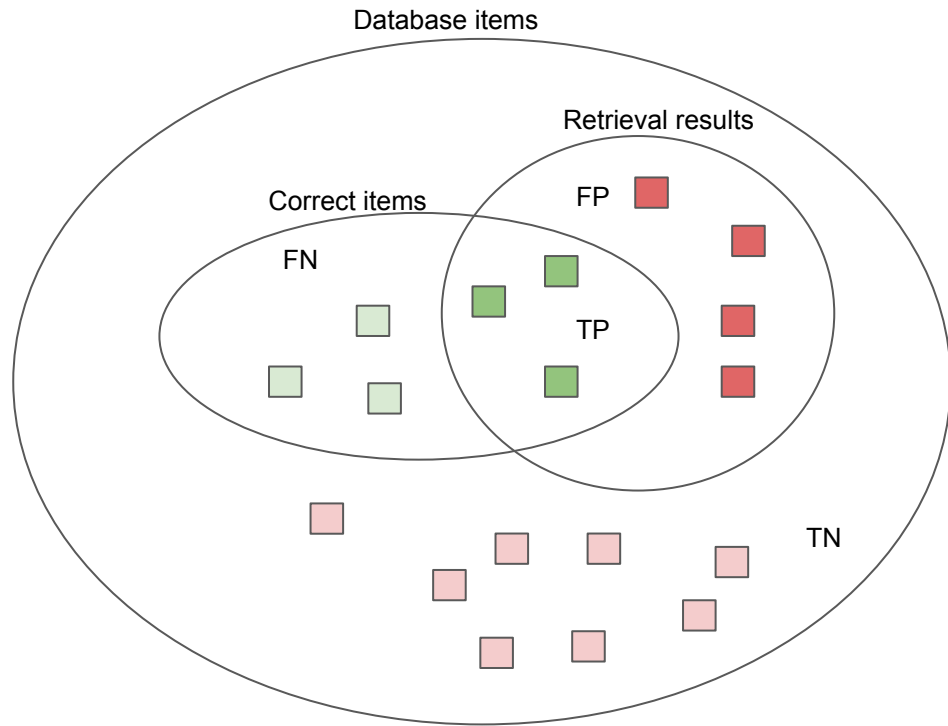 Database items
Retrieval results
FP
Correct items
FN
TP
TN